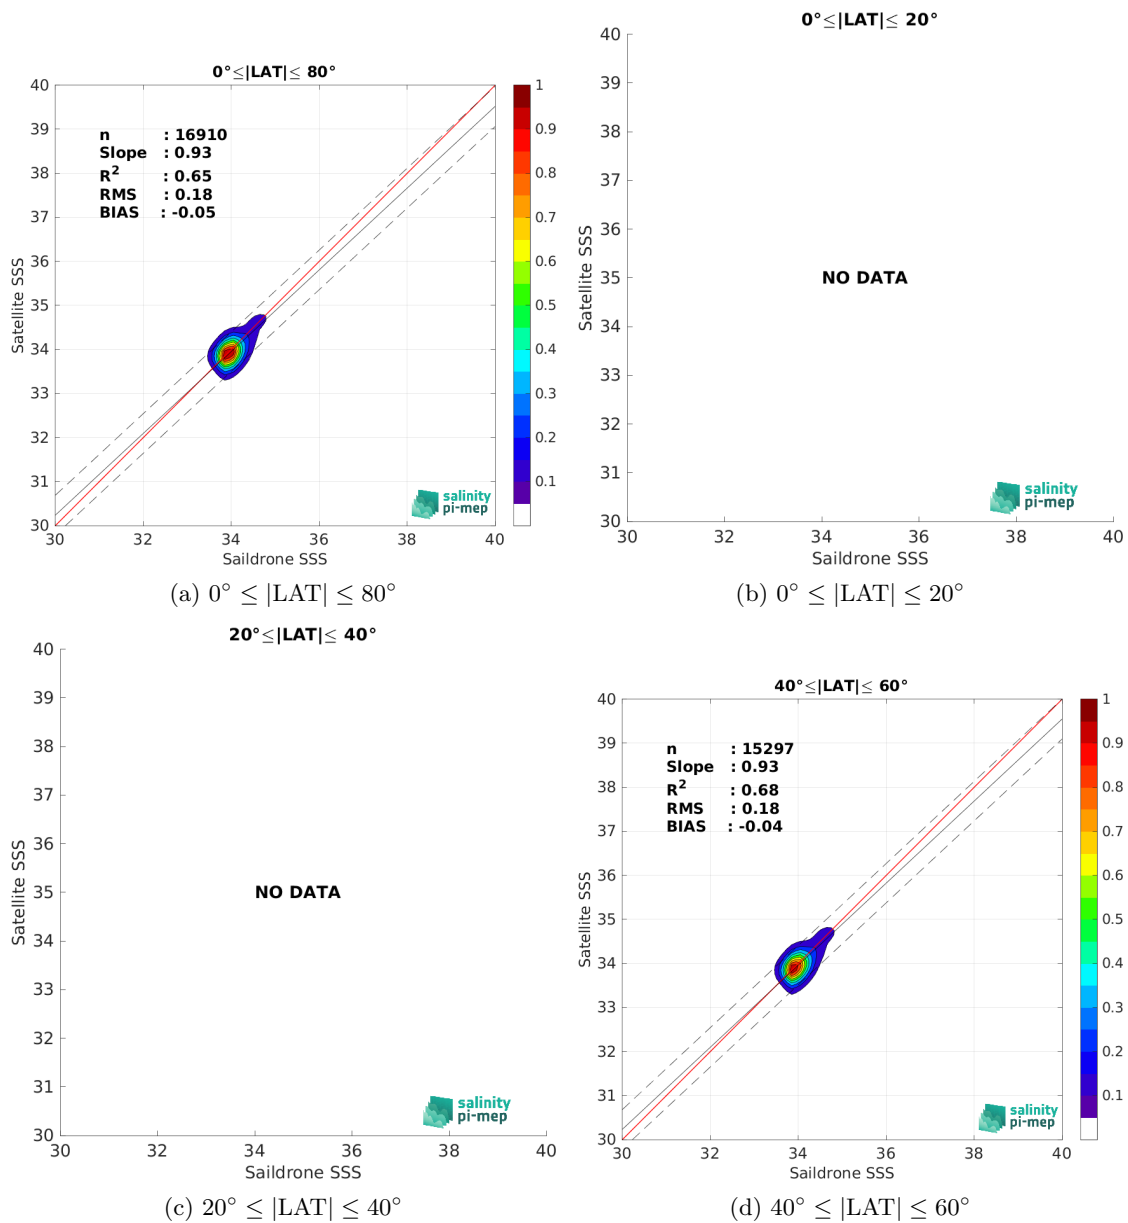 0°≤|LAT|≤ 80°
40
39
38
37
36
35
34
33
32
31
30
Satellite SSS
n : 16910
Slope : 0.93
R² : 0.65
RMS : 0.18
BIAS : -0.05
salinity
pi-mep
30 32 34 36 38 40
Saildrone SSS
1
0.9
0.8
0.7
0.6
0.5
0.4
0.3
0.2
0.1
(a) 0° ≤ |LAT| ≤ 80°
0°≤|LAT|≤ 20°
40
39
38
37
36
35
34
33
32
31
30
Satellite SSS
NO DATA
salinity
pi-mep
30 32 34 36 38 40
Saildrone SSS
(b) 0° ≤ |LAT| ≤ 20°
20°≤|LAT|≤ 40°
40
39
38
37
36
35
34
33
32
31
30
Satellite SSS
NO DATA
salinity
pi-mep
30 32 34 36 38 40
Saildrone SSS
(c) 20° ≤ |LAT| ≤ 40°
40°≤|LAT|≤ 60°
40
39
38
37
36
35
34
33
32
31
30
Satellite SSS
n : 15297
Slope : 0.93
R² : 0.68
RMS : 0.18
BIAS : -0.04
salinity
pi-mep
30 32 34 36 38 40
Saildrone SSS
1
0.9
0.8
0.7
0.6
0.5
0.4
0.3
0.2
0.1
(d) 40° ≤ |LAT| ≤ 60°